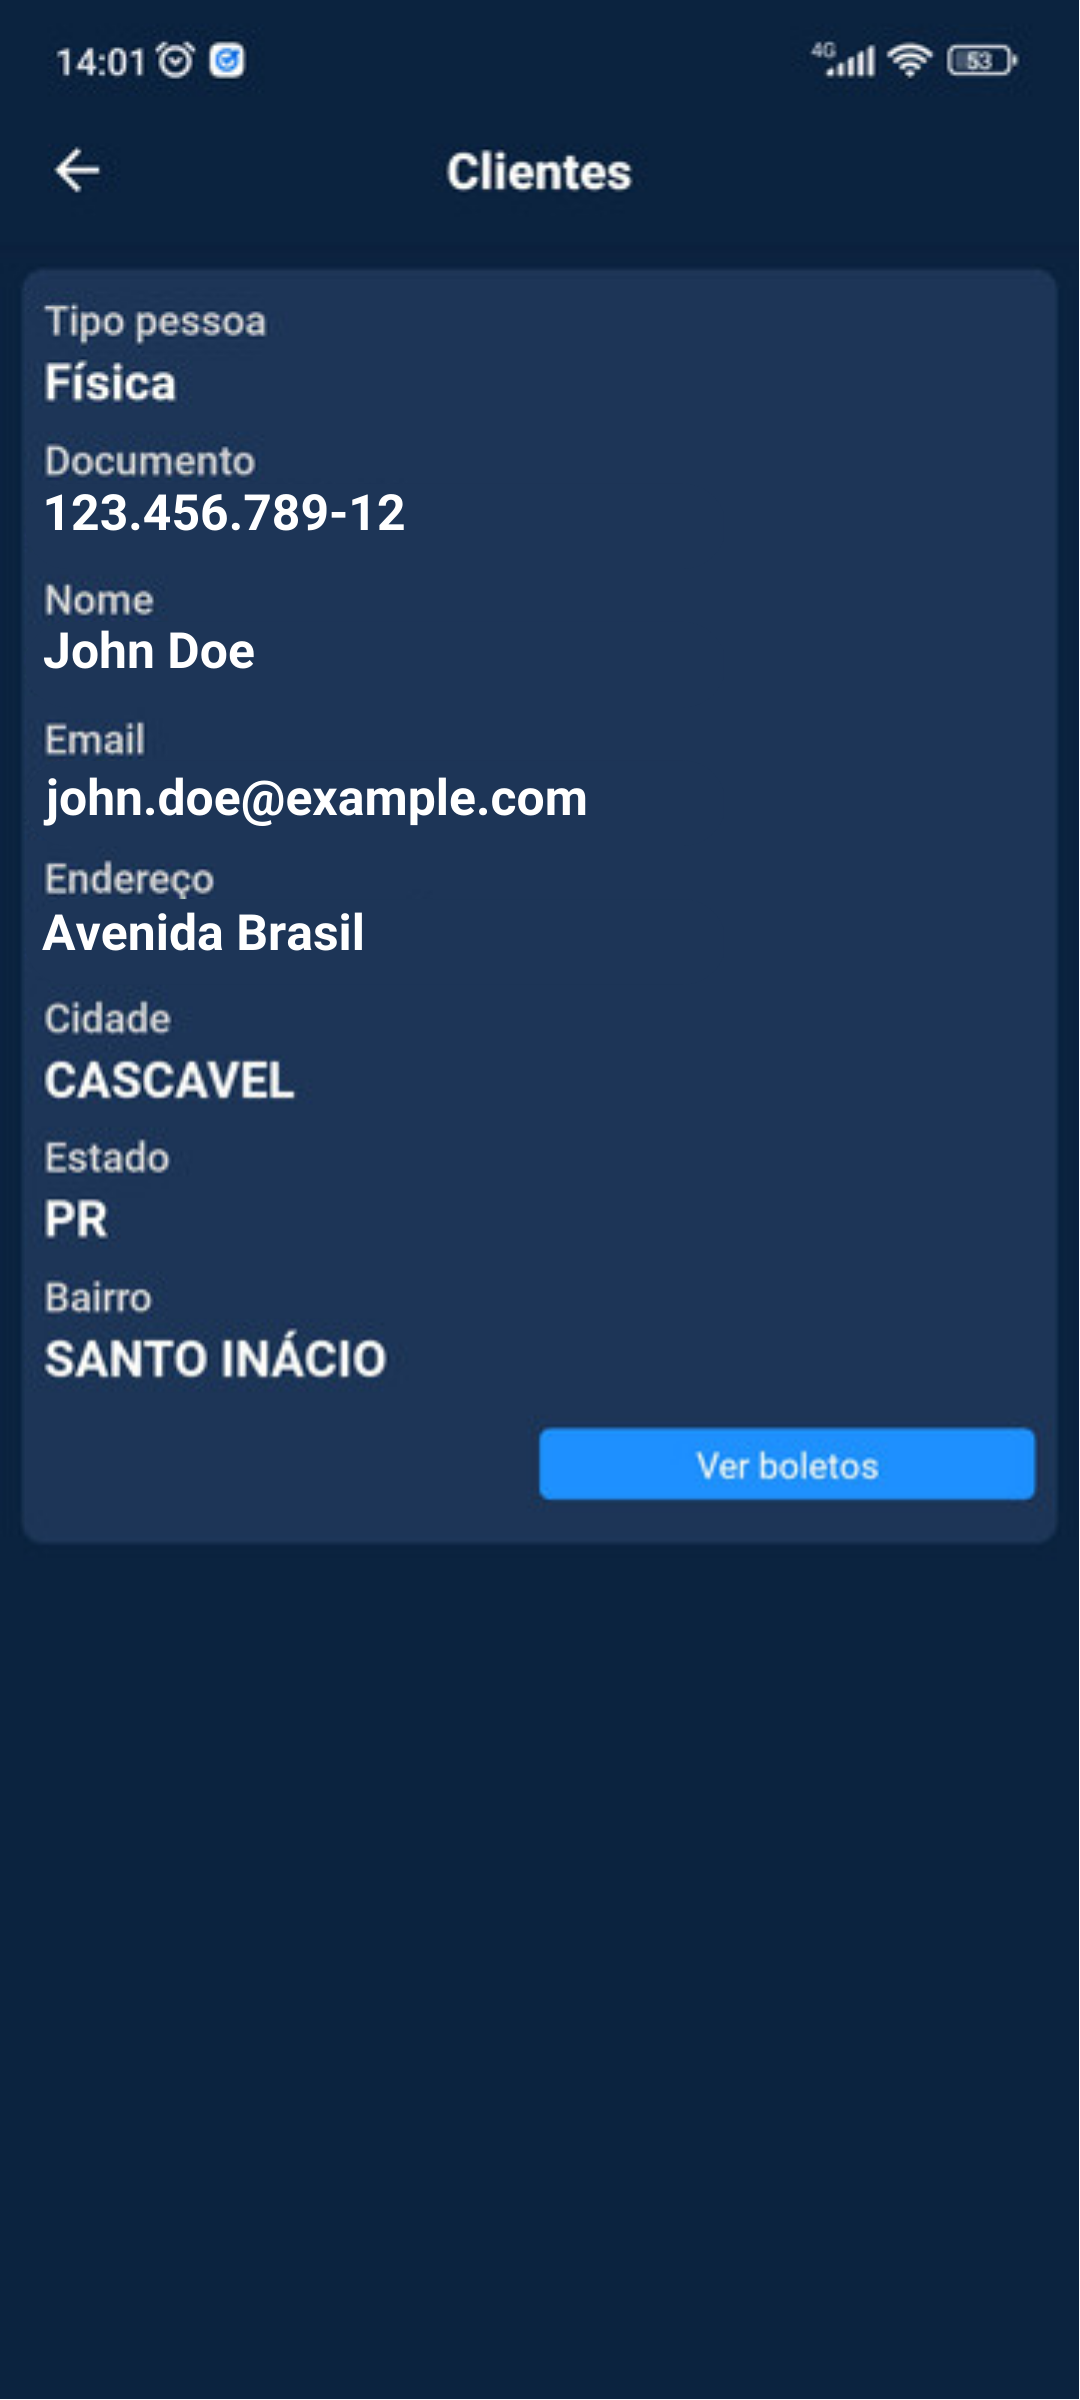 14:01 4G 53
Clientes
Tipo pessoa
Física
Documento
123.456.789-12
Nome
John Doe
Email
john.doe@example.com
Endereço
Avenida Brasil
Cidade
CASCAVEL
Estado
PR
Bairro
SANTO INÁCIO
Ver boletos